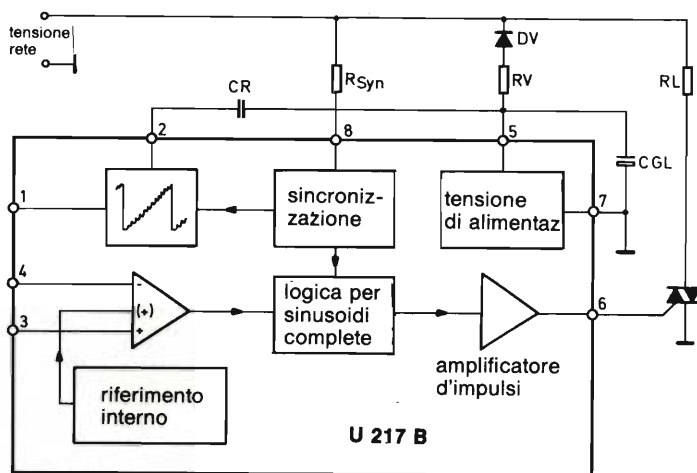 tensione
rete
DV
RSyn
RV
RL
CR
2
8
5
CGL
1
sincroniz-
zazione
tensione
di alimentaz
7
4
-
(+)
+
3
logica per
sinusoidi
complete
6
amplificatore
d'impulsi
riferimento
interno
U 217 B